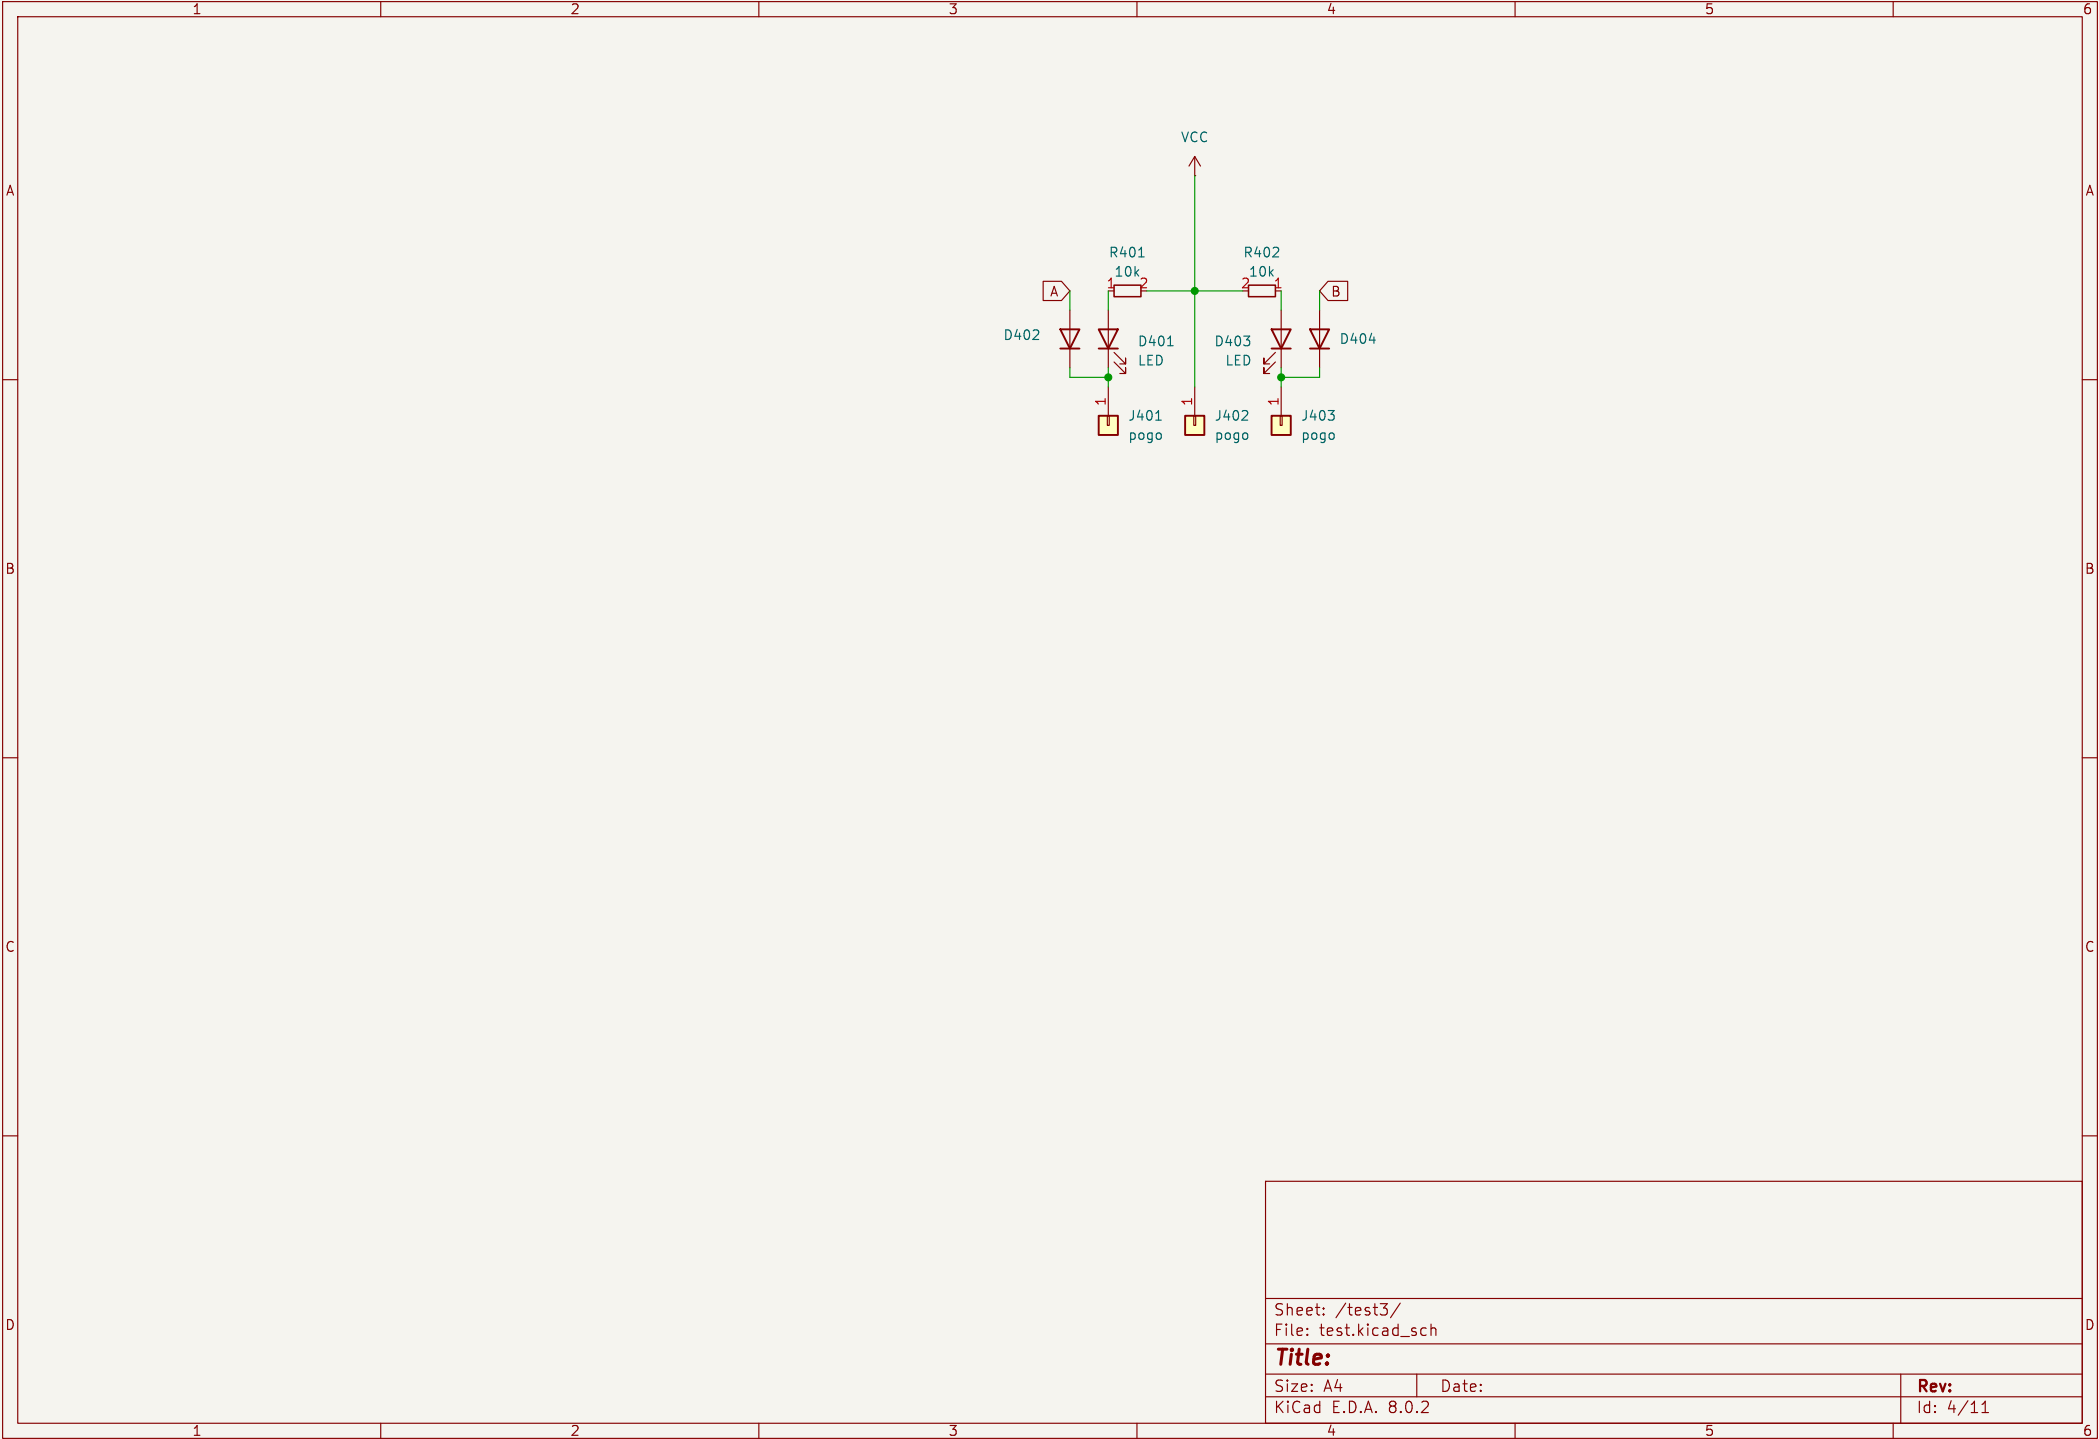 1 2 3 4 5 6
VCC
A A
R401 R402
10k 10k
1 2 2 1
A B
D402 D401 D403 D404
LED LED
1 1 1
J401 J402 J403
pogo pogo pogo
B B
C C
Sheet: /test3/
File: test.kicad_sch
D D
Title:
Size: A4 Date: Rev:
KiCad E.D.A. 8.0.2 Id: 4/11
1 2 3 4 5 6